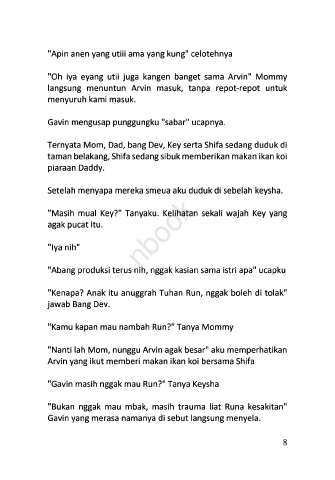 "Apin anen yang utiii ama yang kung" celotehnya
"Oh iya eyang utii juga kangen banget sama Arvin" Mommy
langsung menuntun Arvin masuk, tanpa repot-repot untuk
menyuruh kami masuk.
Gavin mengusap punggungku "sabar" ucapnya.
Ternyata Mom, Dad, bang Dev, Key serta Shifa sedang duduk di
taman belakang, Shifa sedang sibuk memberikan makan ikan koi
piaraan Daddy.
Setelah menyapa mereka smeua aku duduk di sebelah keysha.
"Masih mual Key?" Tanyaku. Kelihatan sekali wajah Key yang
agak pucat itu.
"Iya nih"
"Abang produksi terus nih, nggak kasian sama istri apa" ucapku
"Kenapa? Anak itu anuggrah Tuhan Run, nggak boleh di tolak"
jawab Bang Dev.
"Kamu kapan mau nambah Run?" Tanya Mommy
"Nanti lah Mom, nunggu Arvin agak besar" aku memperhatikan
Arvin yang ikut memberi makan ikan koi bersama Shifa
"Gavin masih nggak mau Run?" Tanya Keysha
"Bukan nggak mau mbak, masih trauma liat Runa kesakitan"
Gavin yang merasa namanya di sebut langsung menyela.
8
nbook